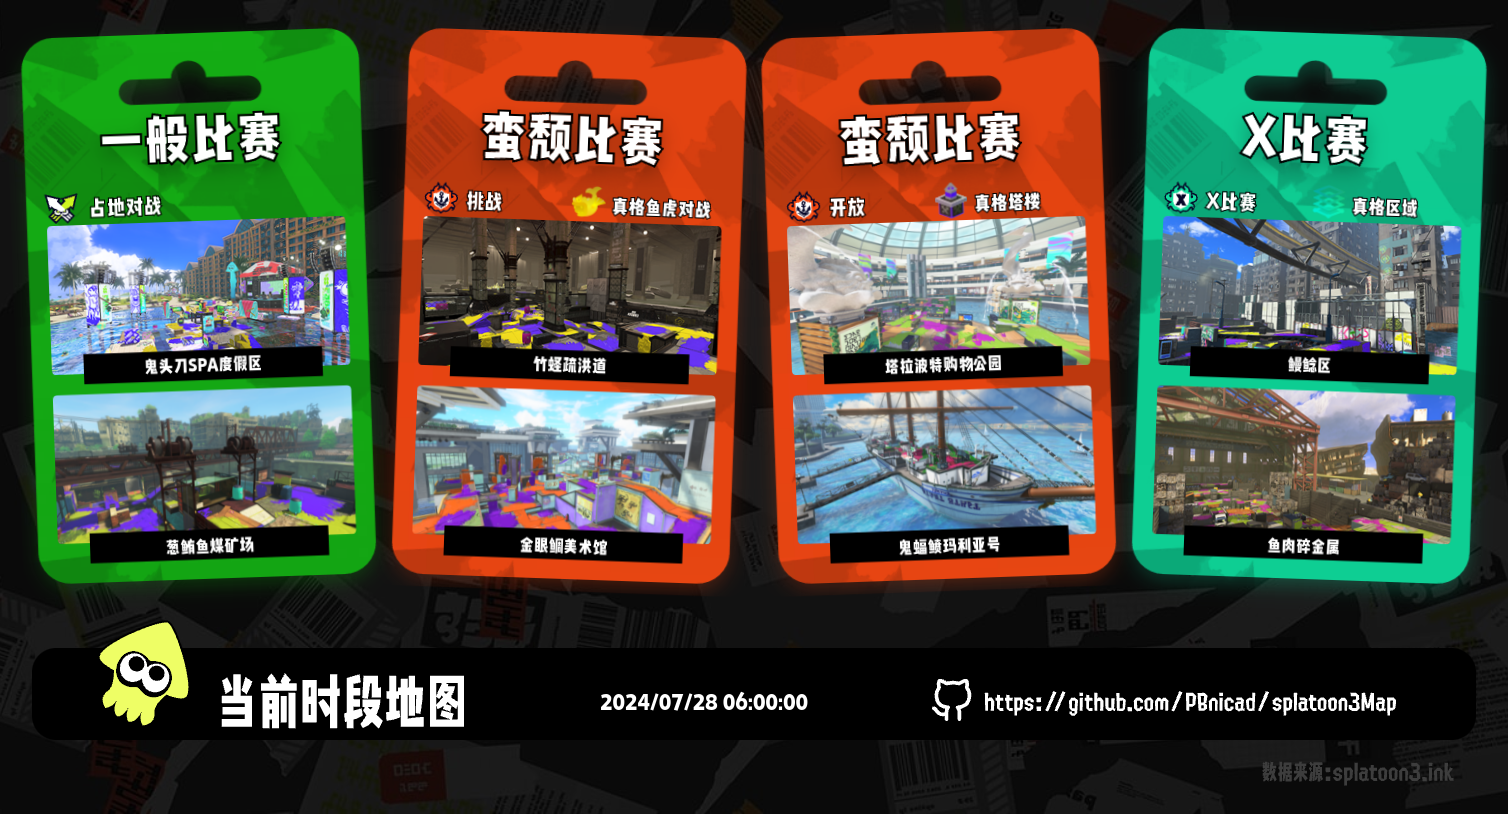 一般比赛
占地对战
鬼头刀SPA度假区
葱鲔鱼煤矿场
蛮颓比赛
挑战
真格鱼虎对战
竹蛏疏洪道
金眼鲷美术馆
蛮颓比赛
开放
真格塔楼
塔拉波特购物公园
鬼蝠鲼玛利亚号
X比赛
X比赛
真格区域
鳗鲶区
鱼肉碎金属
当前时段地图
2024/07/28 06:00:00
https://github.com/PBnicad/splatoon3Map
数据来源:splatoon3.ink